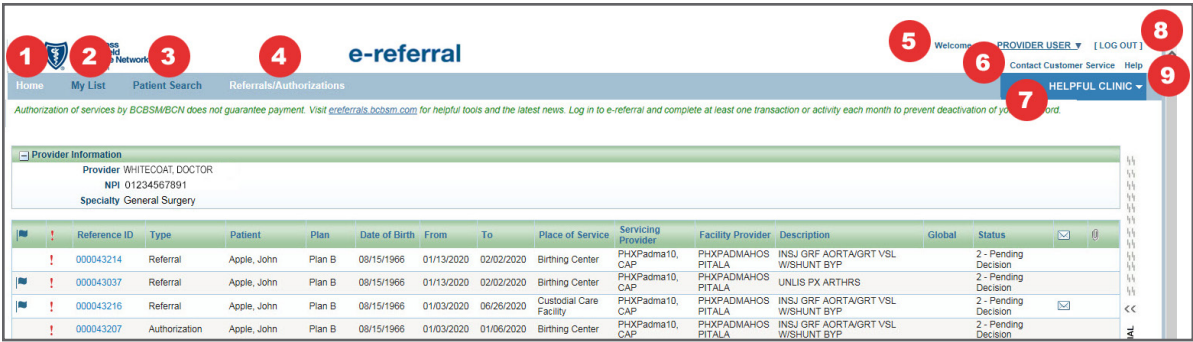 1 2 3 4 5 6 7 8 9
e-referral
Welcome PROVIDER USER ▼ [ LOG OUT ]
Network
Contact Customer Service Help
Home My List Patient Search Referrals/Authorizations HELPFUL CLINIC
Authorization of services by BCBSM/BCN does not guarantee payment. Visit ereferrals.bcbsm.com for helpful tools and the latest news. Log in to e-referral and complete at least one transaction or activity each month to prevent deactivation of
Provider Information
Provider WHITECOAT, DOCTOR
NPI 01234567891
Specialty General Surgery
! Reference ID Type Patient Plan Date of Birth From To Place of Service Servicing Provider Facility Provider Description Global Status
! 000043214 Referral Apple, John Plan B 08/15/1966 01/13/2020 02/02/2020 Birthing Center PHXPadma10, CAP PHXPADMAHOS PITALA INSJ GRF AORTA/GRT VSL W/SHUNT BYP 2 - Pending Decision
! 000043037 Referral Apple, John Plan B 08/15/1966 01/13/2020 02/02/2020 Birthing Center PHXPadma10, CAP PHXPADMAHOS PITALA UNLIS PX ARTHRS 2 - Pending Decision
! 000043216 Referral Apple, John Plan B 08/15/1966 01/03/2020 06/26/2020 Custodial Care Facility PHXPadma10, CAP PHXPADMAHOS PITALA INSJ GRF AORTA/GRT VSL W/SHUNT BYP 2 - Pending Decision
! 000043207 Authorization Apple, John Plan B 08/15/1966 01/03/2020 01/06/2020 Birthing Center PHXPadma10, CAP PHXPADMAHOS PITALA INSJ GRF AORTA/GRT VSL W/SHUNT BYP 2 - Pending Decision
<<